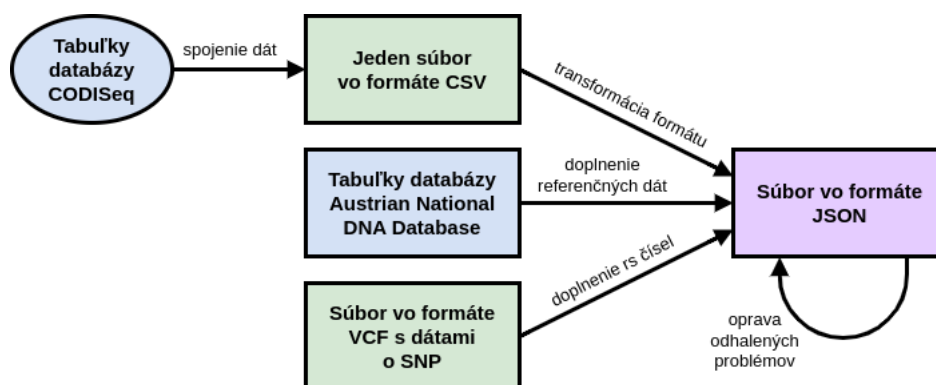 Tabuľky
databázy
CODISeq
spojenie dát
Jeden súbor
vo formáte CSV
transformácia formátu
Tabuľky databázy
Austrian National
DNA Database
doplnenie
referenčných dát
Súbor vo formáte
JSON
Súbor vo formáte
VCF s dátami
o SNP
doplnenie rs čísel
oprava
odhalených
problémov